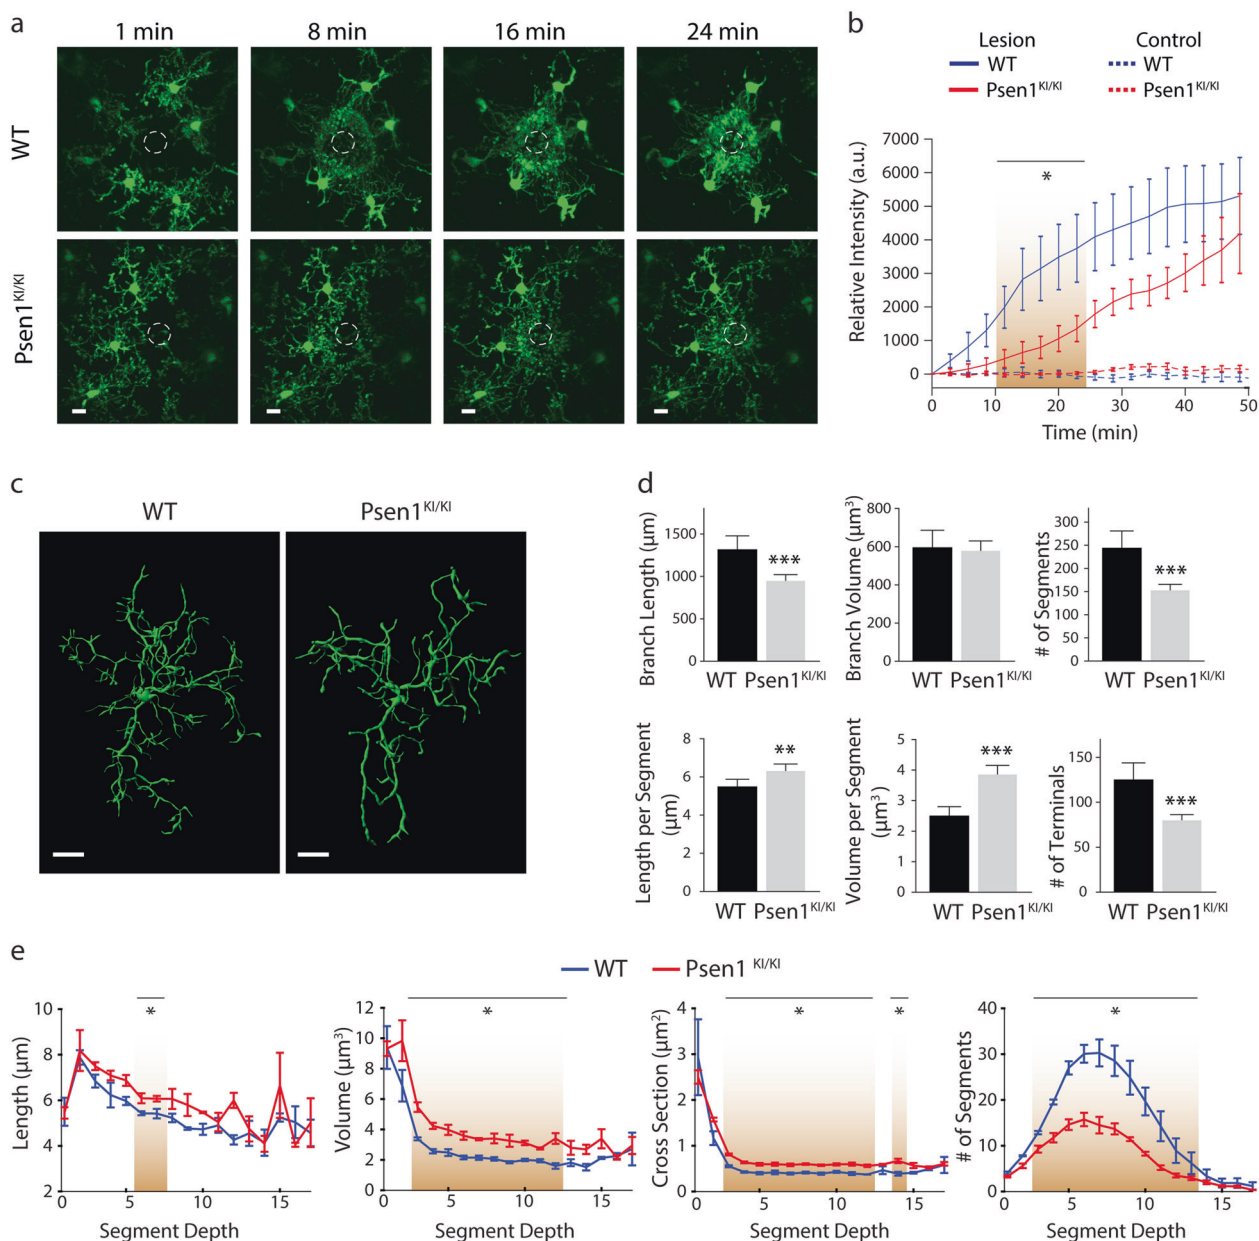 a
1 min 8 min 16 min 24 min
WT
Psen1KI/KI
b
Lesion Control
WT WT
Psen1KI/KI Psen1KI/KI
Relative Intensity (a.u.)
7000
6000
5000
4000
3000
2000
1000
0
*
0 10 20 30 40 50
Time (min)
c
WT Psen1KI/KI
d
Branch Length (µm)
1500
1000
500
0
***
WT Psen1KI/KI
Branch Volume (µm3)
800
600
400
200
0
WT Psen1KI/KI
# of Segments
300
250
200
150
100
50
0
***
WT Psen1KI/KI
Length per Segment
(µm)
8
6
4
2
0
**
WT Psen1KI/KI
Volume per Segment
(µm3)
5
4
3
2
1
0
***
WT Psen1KI/KI
# of Terminals
150
100
50
0
***
WT Psen1KI/KI
e
WT Psen1 KI/KI
Length (µm)
10
8
6
4
2
*
0 5 10 15
Segment Depth
Volume (µm3)
12
10
8
6
4
2
0
*
0 5 10 15
Segment Depth
Cross Section (µm2)
4
3
2
1
0
* *
0 5 10 15
Segment Depth
# of Segments
40
30
20
10
0
*
0 5 10 15
Segment Depth